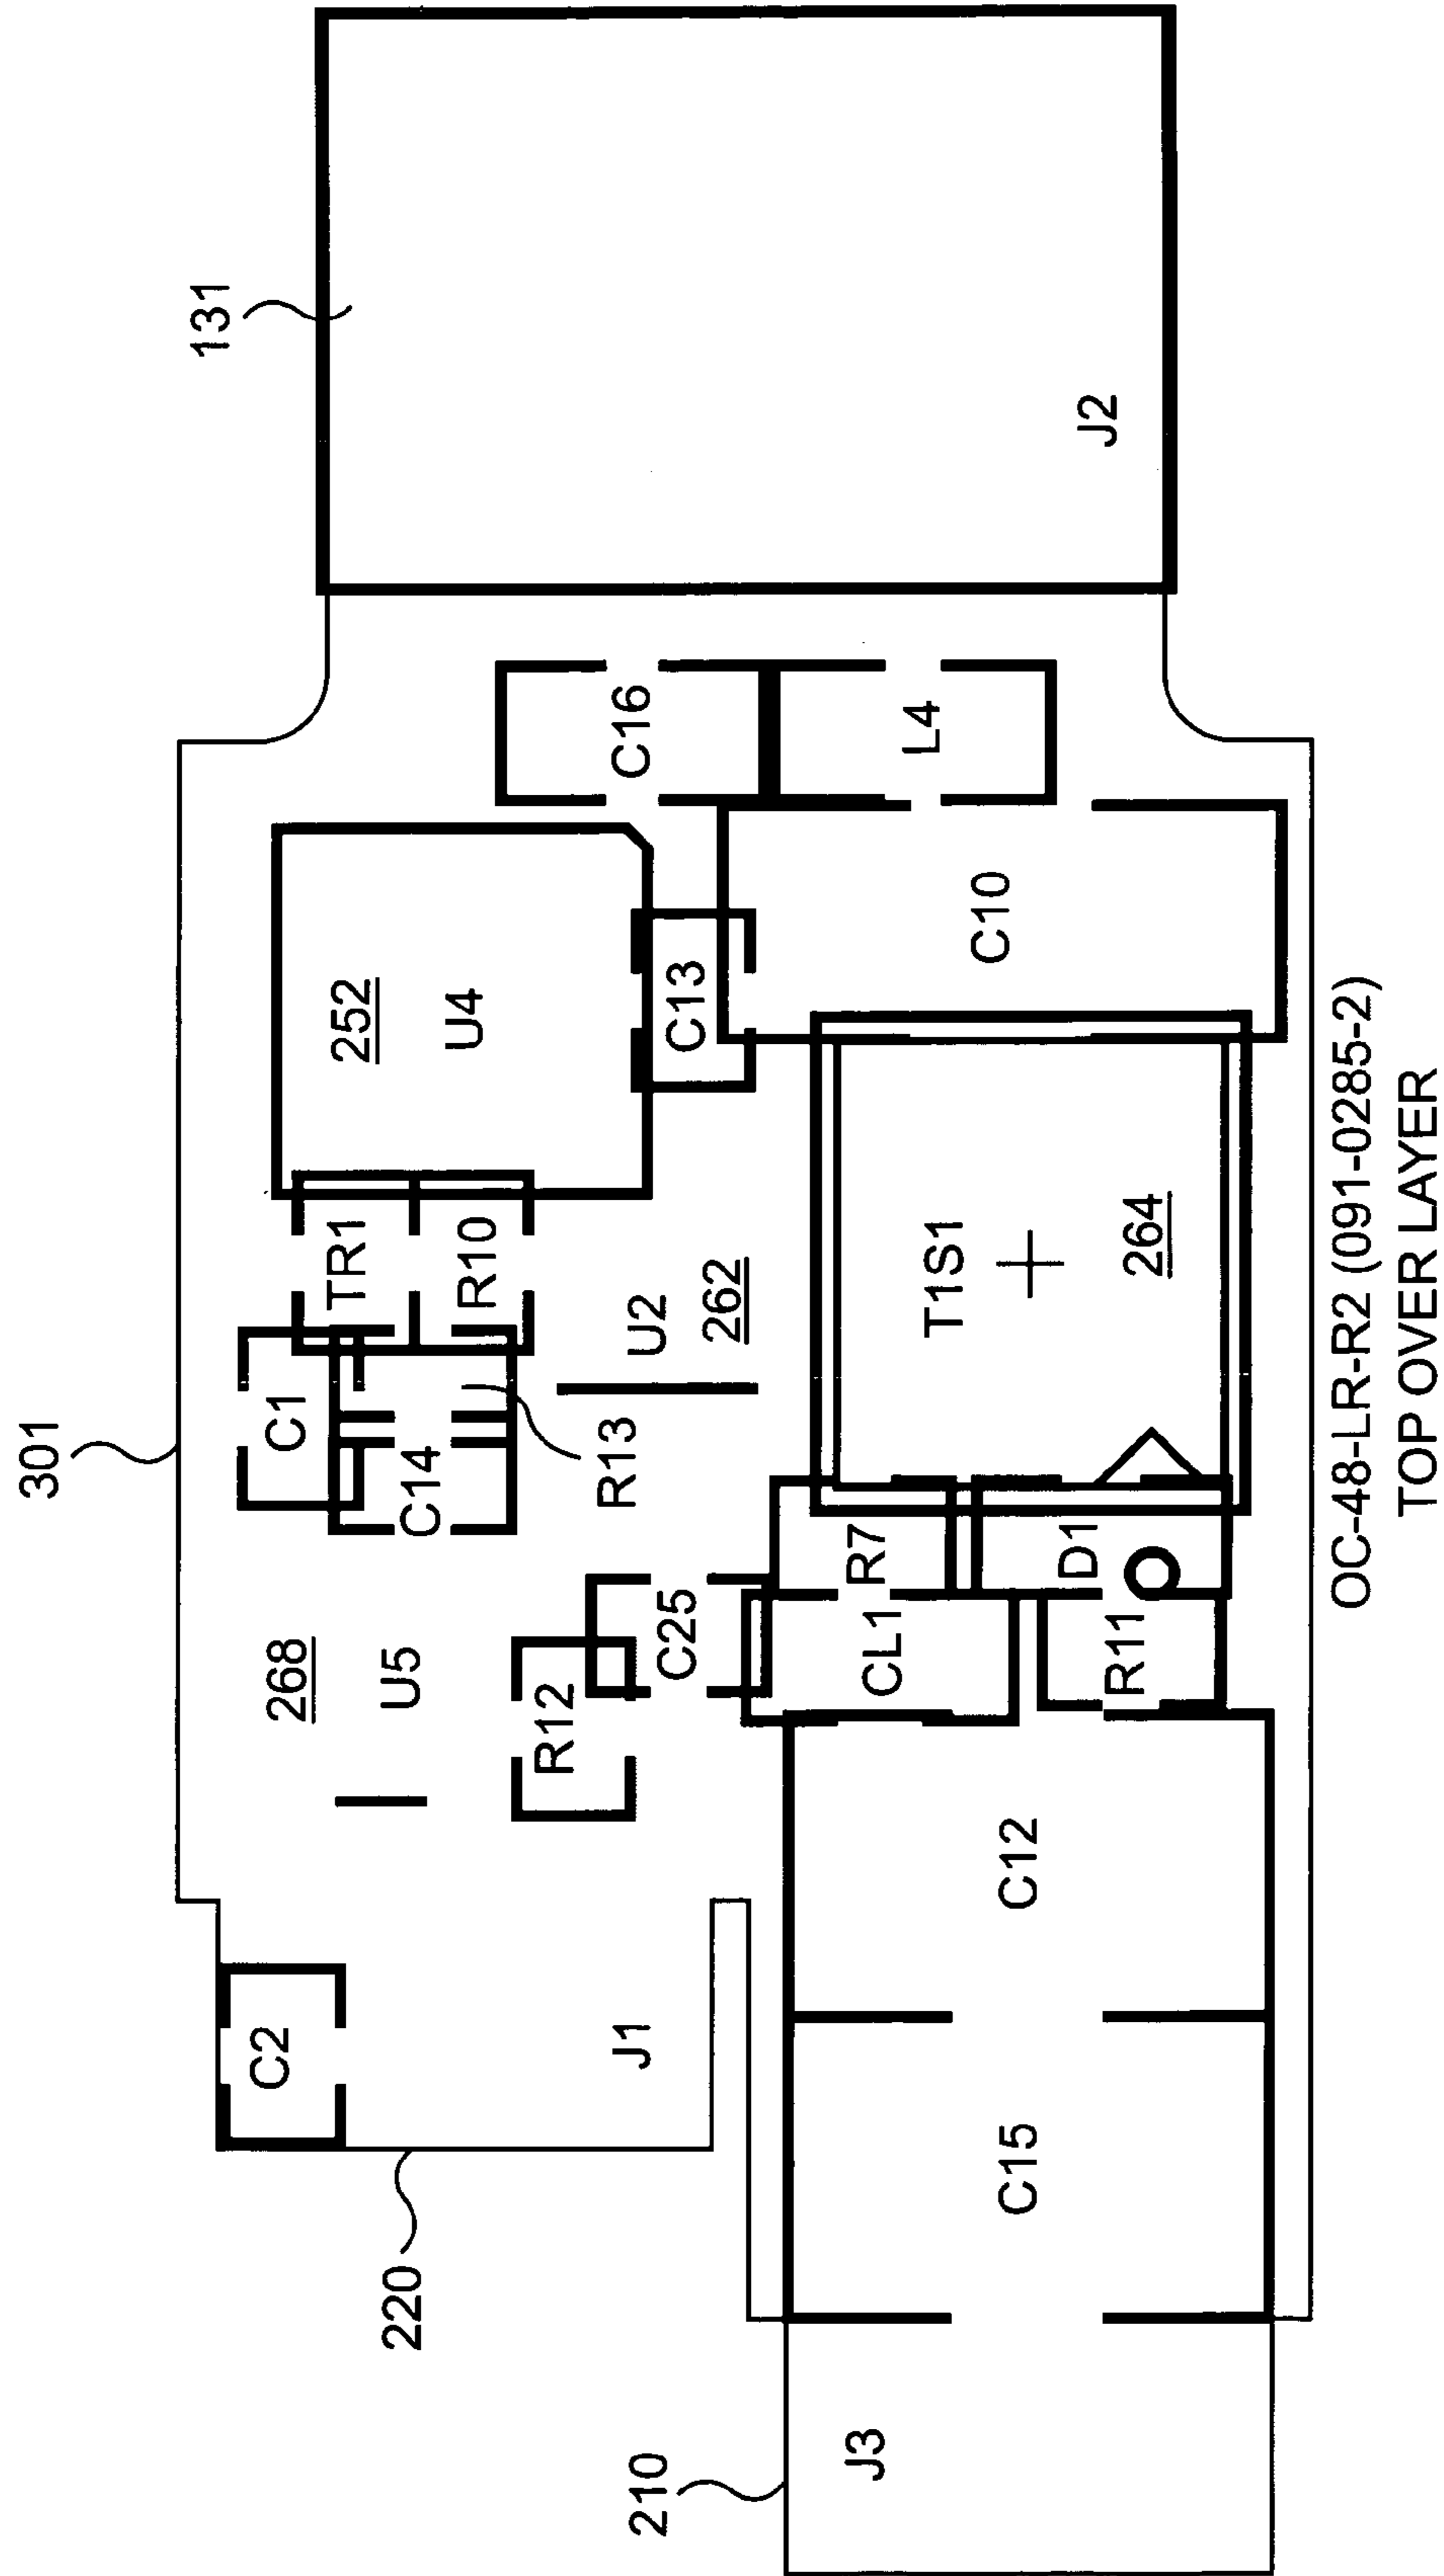 301
131
220
210
C2
268
U5
C1
C14
TR1
R10
R13
252
U4
C16
C13
L4
U2
262
R12
C25
J1
J2
R7
CL1
D1
R11
T1S1
264
C10
C12
C15
J3
OC-48-LR-R2 (091-0285-2)
TOP OVER LAYER